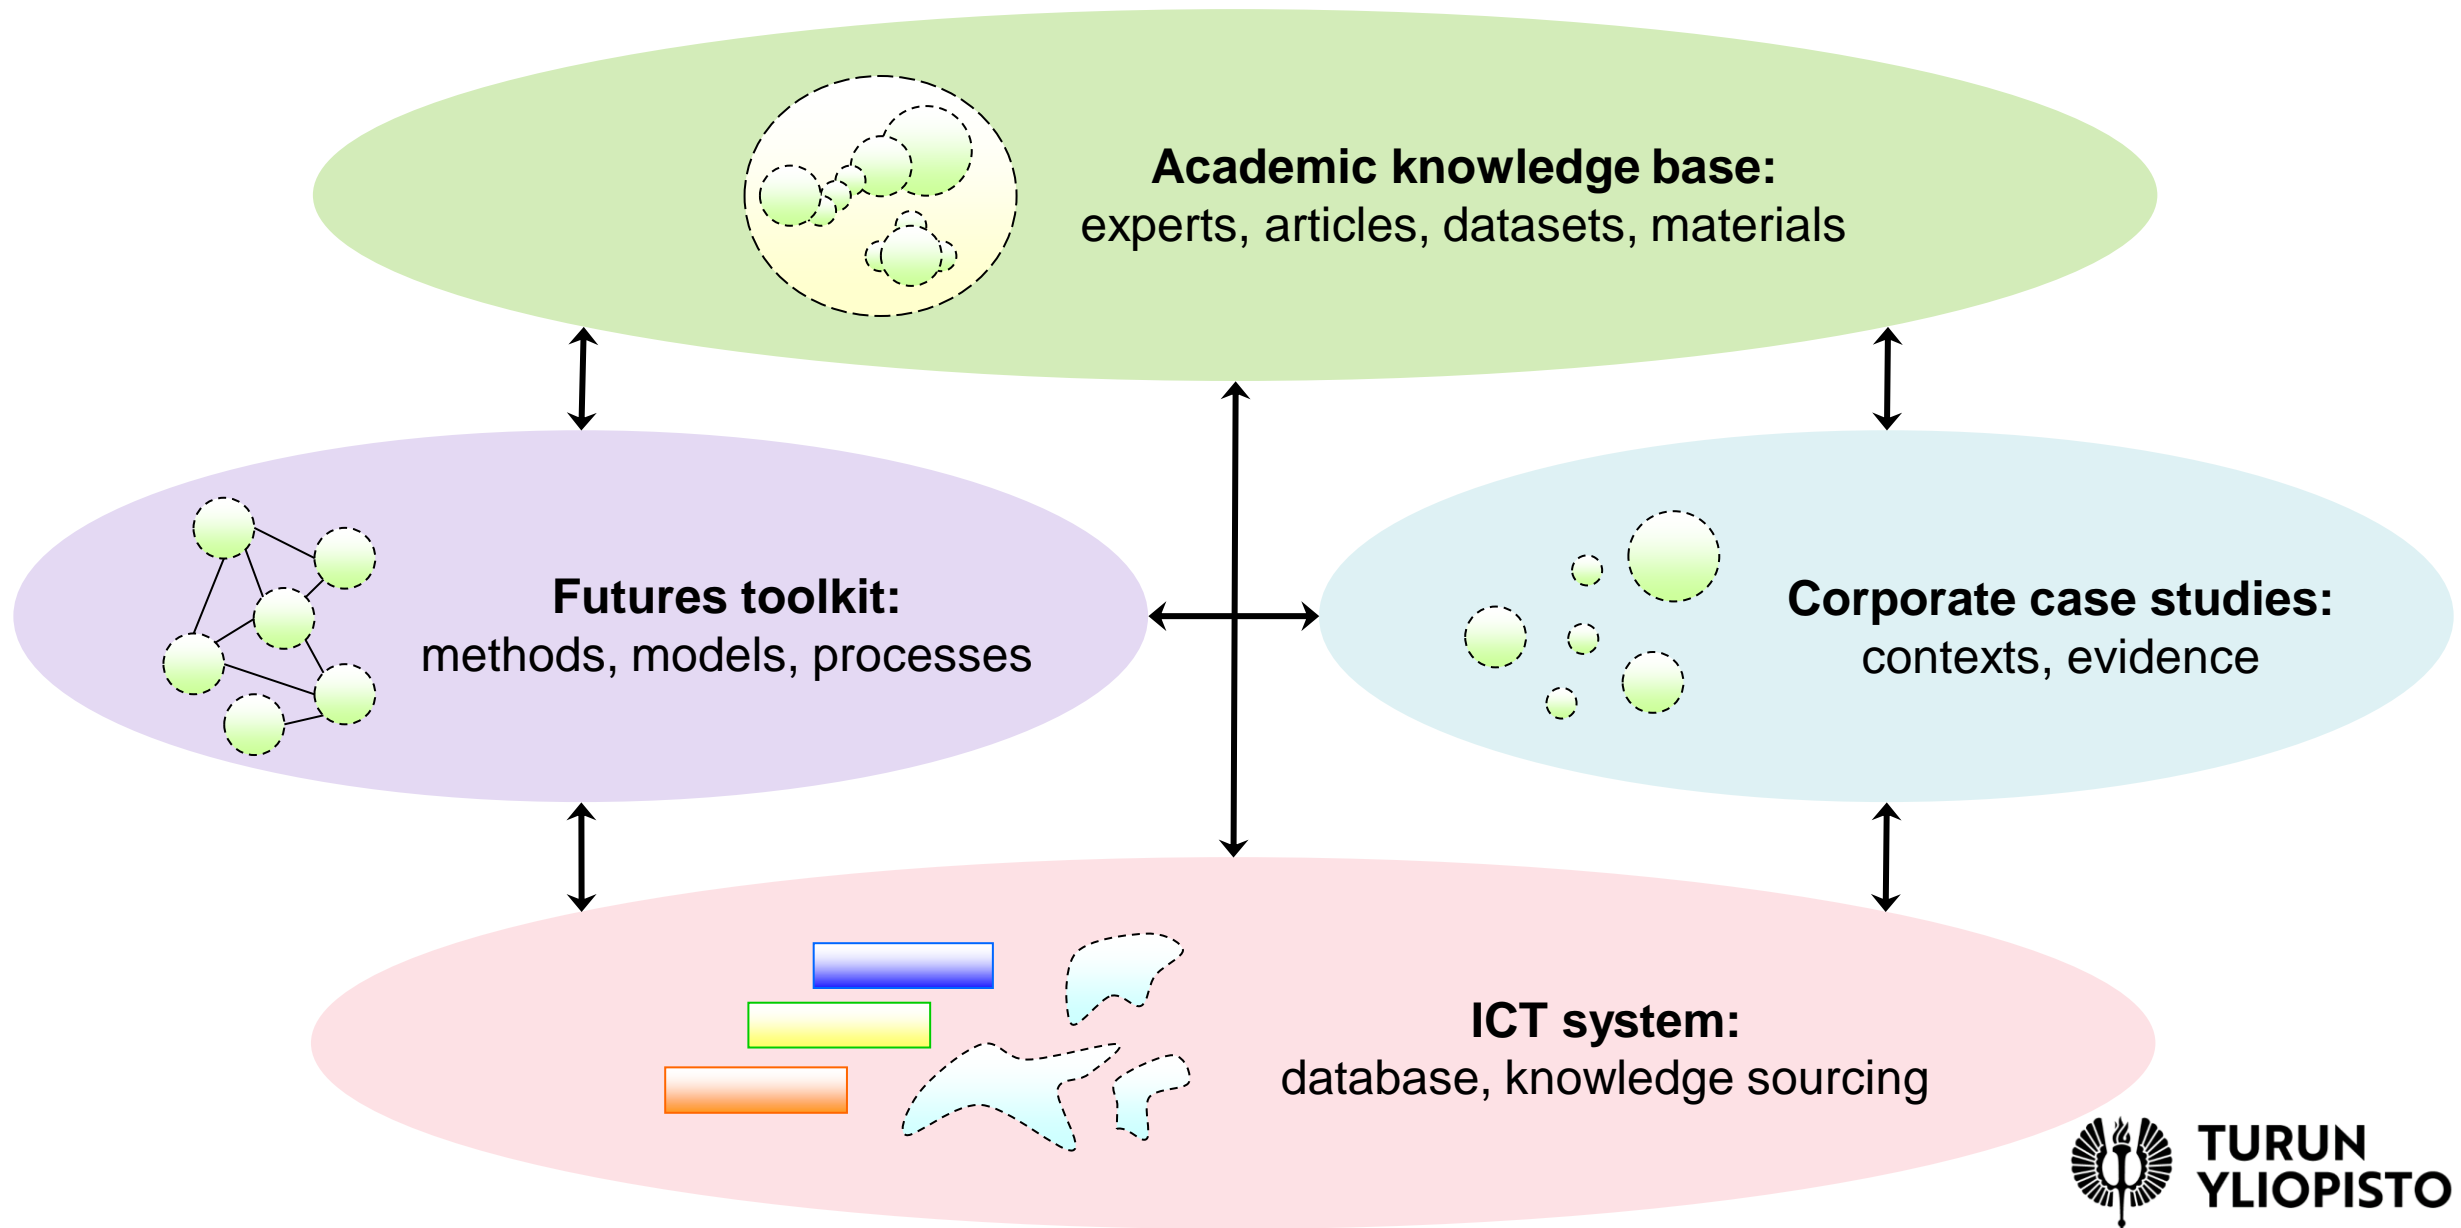 Academic knowledge base:
experts, articles, datasets, materials
Futures toolkit:
methods, models, processes
Corporate case studies:
contexts, evidence
ICT system:
database, knowledge sourcing
TURUN
YLIOPISTO